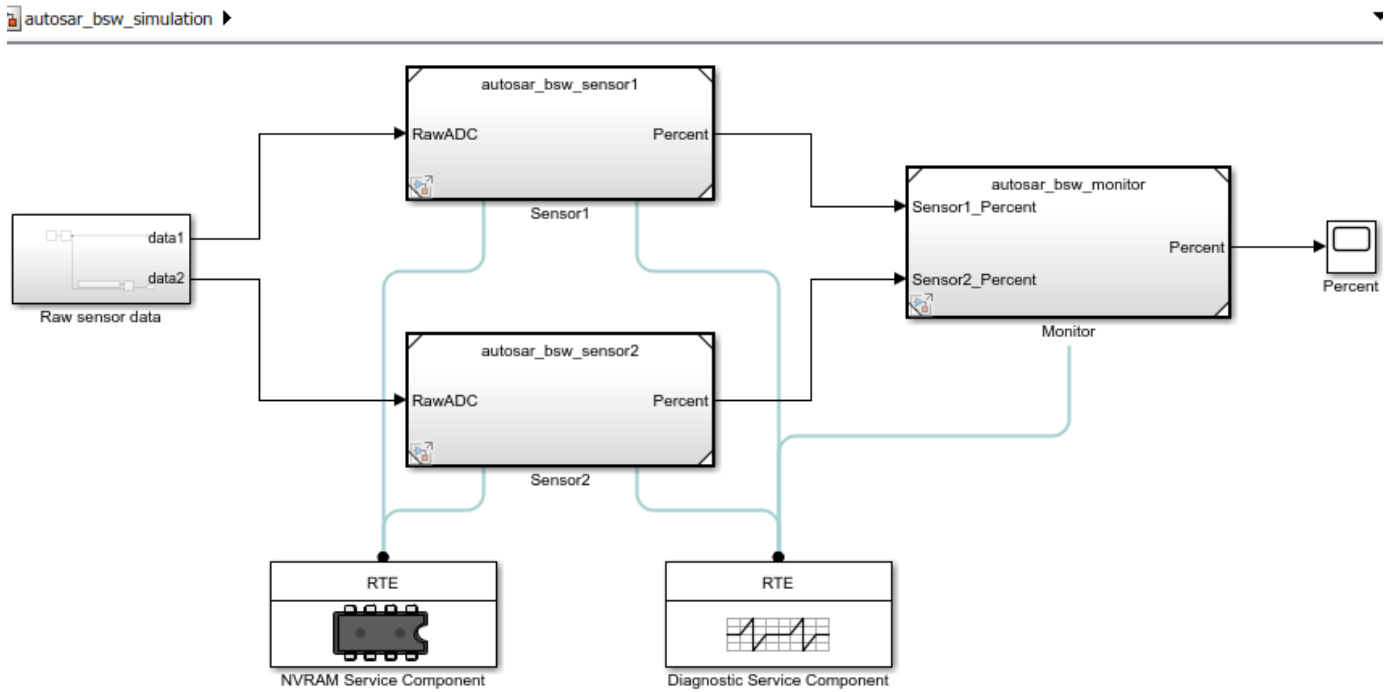 autosar_bsw_simulation
autosar_bsw_sensor1
RawADC
Percent
Sensor1
autosar_bsw_monitor
Sensor1_Percent
Percent
Sensor2_Percent
Monitor
Percent
data1
data2
Raw sensor data
autosar_bsw_sensor2
RawADC
Percent
Sensor2
RTE
NVRAM Service Component
RTE
Diagnostic Service Component